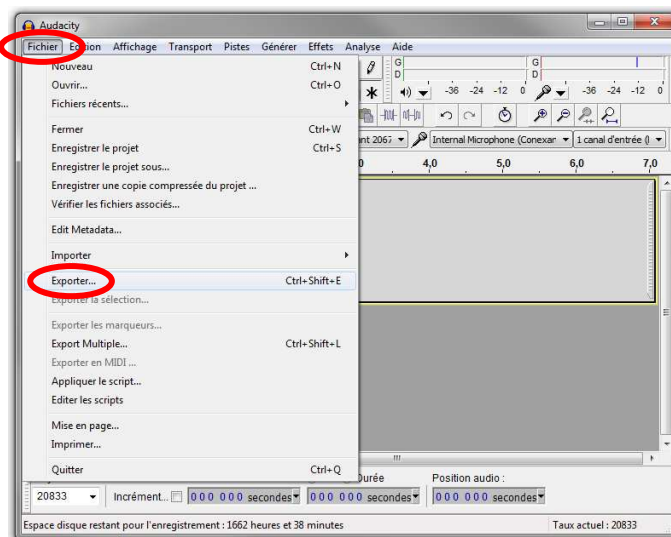 Audacity
Fichier Edition Affichage Transport Pistes Générer Effets Analyse Aide
Nouveau Ctrl+N
Ouvrir... Ctrl+O
Fichiers récents...
Fermer Ctrl+W
Enregistrer le projet Ctrl+S
Enregistrer le projet sous...
Enregistrer une copie compressée du projet ...
Vérifier les fichiers associés...
Edit Metadata...
Importer
Exporter... Ctrl+Shift+E
Exporter la sélection...
Exporter les marqueurs...
Export Multiple... Ctrl+Shift+L
Exporter en MIDI ...
Appliquer le script...
Editer les scripts
Mise en page...
Imprimer...
Quitter Ctrl+Q
G G
D D
-36 -24 -12 0 -36 -24 -12 0
Internal Microphone (Conexar 1 canal d'entrée (
4,0 5,0 6,0 7,0
Durée Position audio :
20833 Incrément... 000 000 secondes 000 000 secondes 000 000 secondes
Espace disque restant pour l'enregistrement : 1662 heures et 38 minutes Taux actuel : 20833